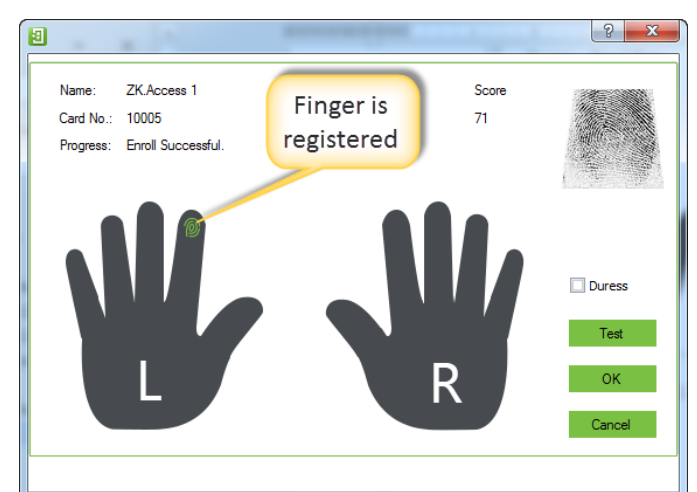 ?
X
Name: ZK.Access 1
Score
Card No.: 10005
71
Progress: Enroll Successful.
Finger is
registered
Duress
L
R
Test
OK
Cancel